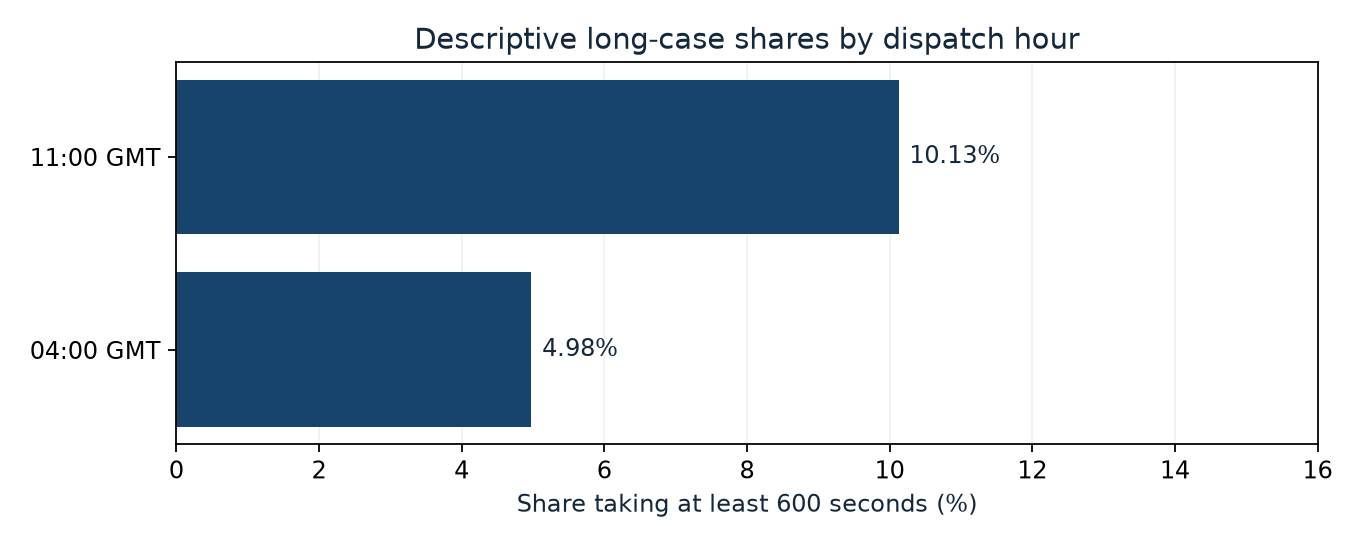 Descriptive long-case shares by dispatch hour
11:00 GMT
10.13%
04:00 GMT
4.98%
0 2 4 6 8 10 12 14 16
Share taking at least 600 seconds (%)